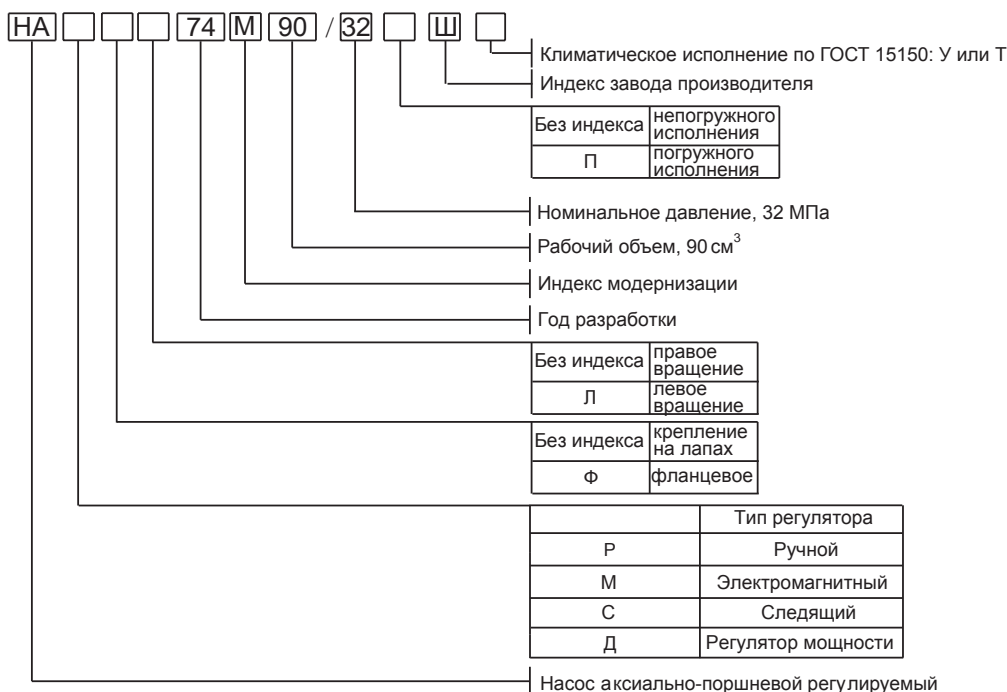 НА 74 М 90 / 32 Ш
Климатическое исполнение по ГОСТ 15150: У или Т
Индекс завода производителя
Без индекса непогружного исполнения
П погружного исполнения
Номинальное давление, 32 МПа
Рабочий объем, 90 см³
Индекс модернизации
Год разработки
Без индекса правое вращение
Л левое вращение
Без индекса крепление на лапах
Ф фланцевое
Тип регулятора
Р Ручной
М Электромагнитный
С Следящий
Д Регулятор мощности
Насос аксиально-поршневой регулируемый